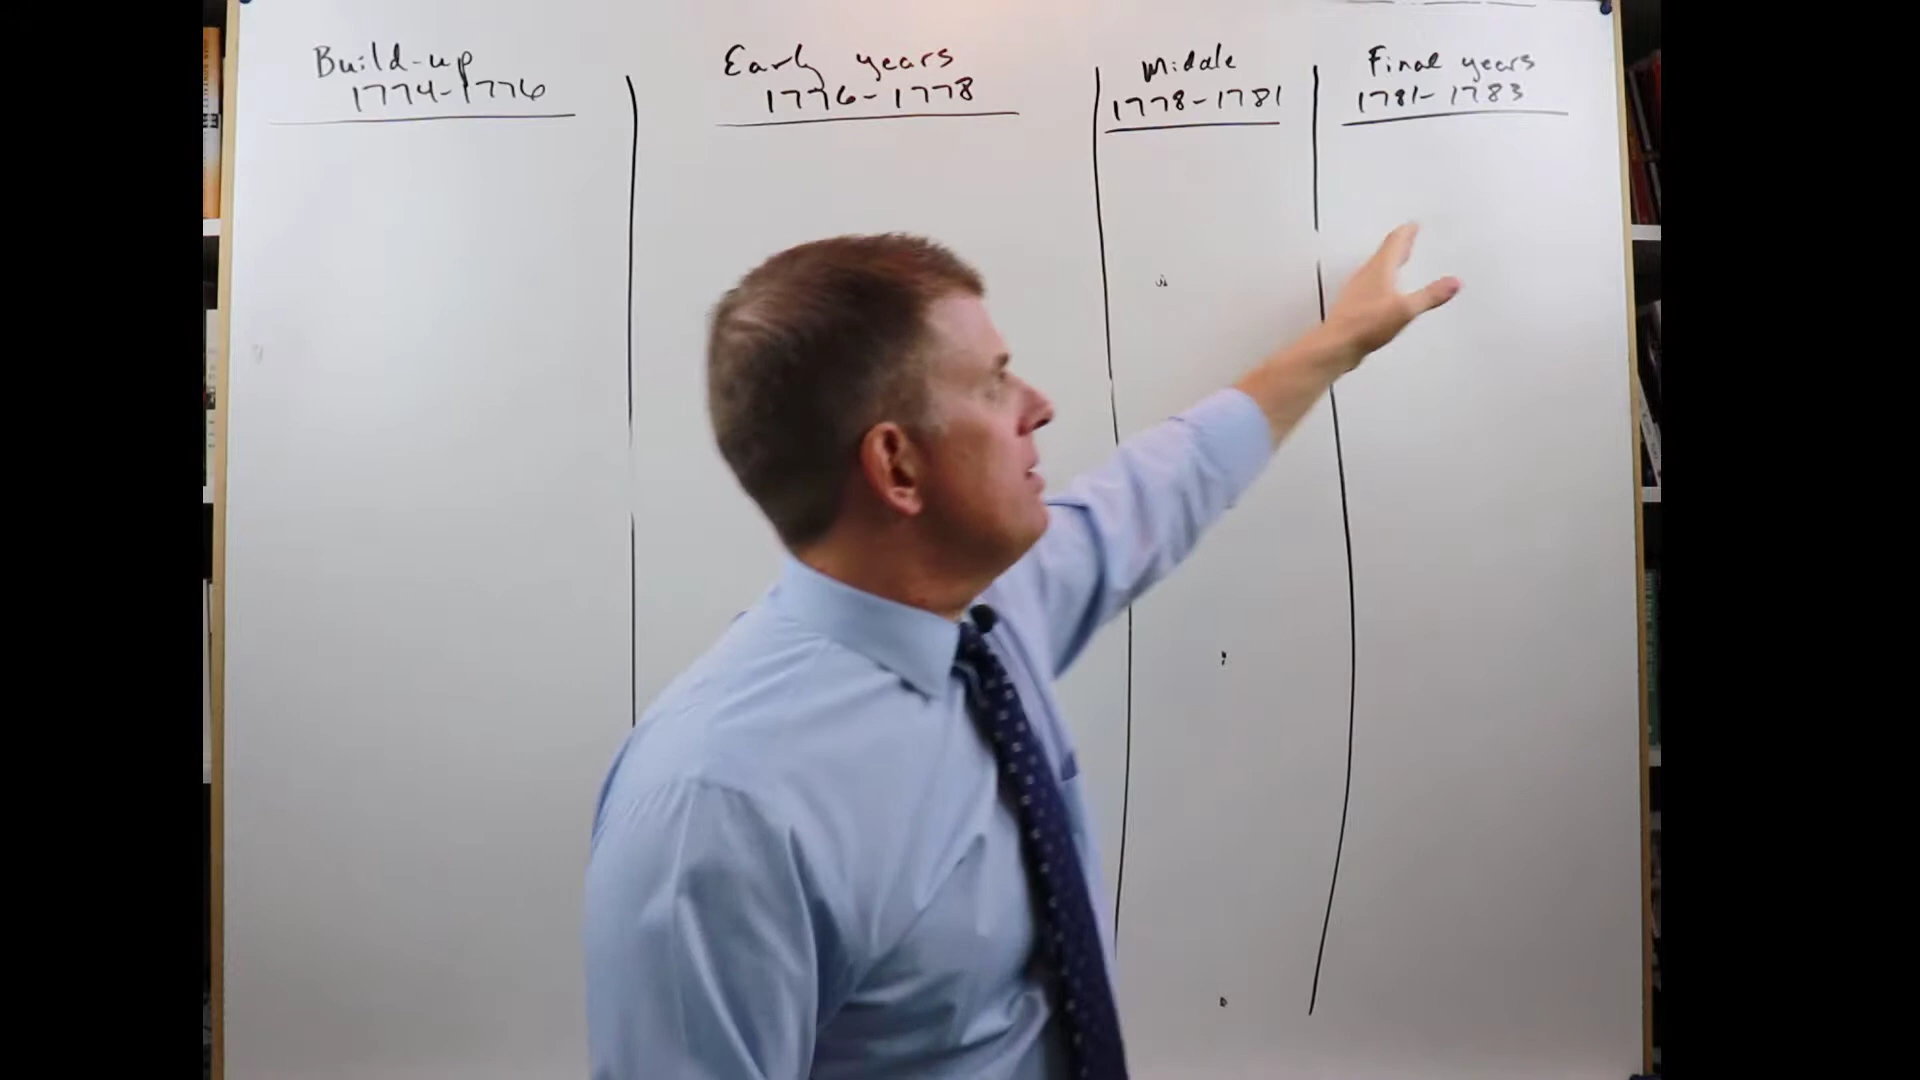 Build-up
1774-1776
Early years
1776-1778
Middle
1778-1781
Final years
1781-1783